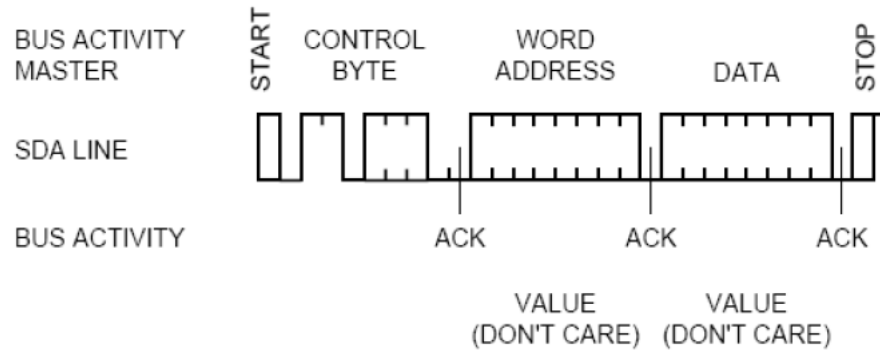 BUS ACTIVITY
MASTER
START
CONTROL
BYTE
WORD
ADDRESS
DATA
STOP
SDA LINE
BUS ACTIVITY
ACK
ACK
ACK
VALUE
(DON'T CARE)
VALUE
(DON'T CARE)